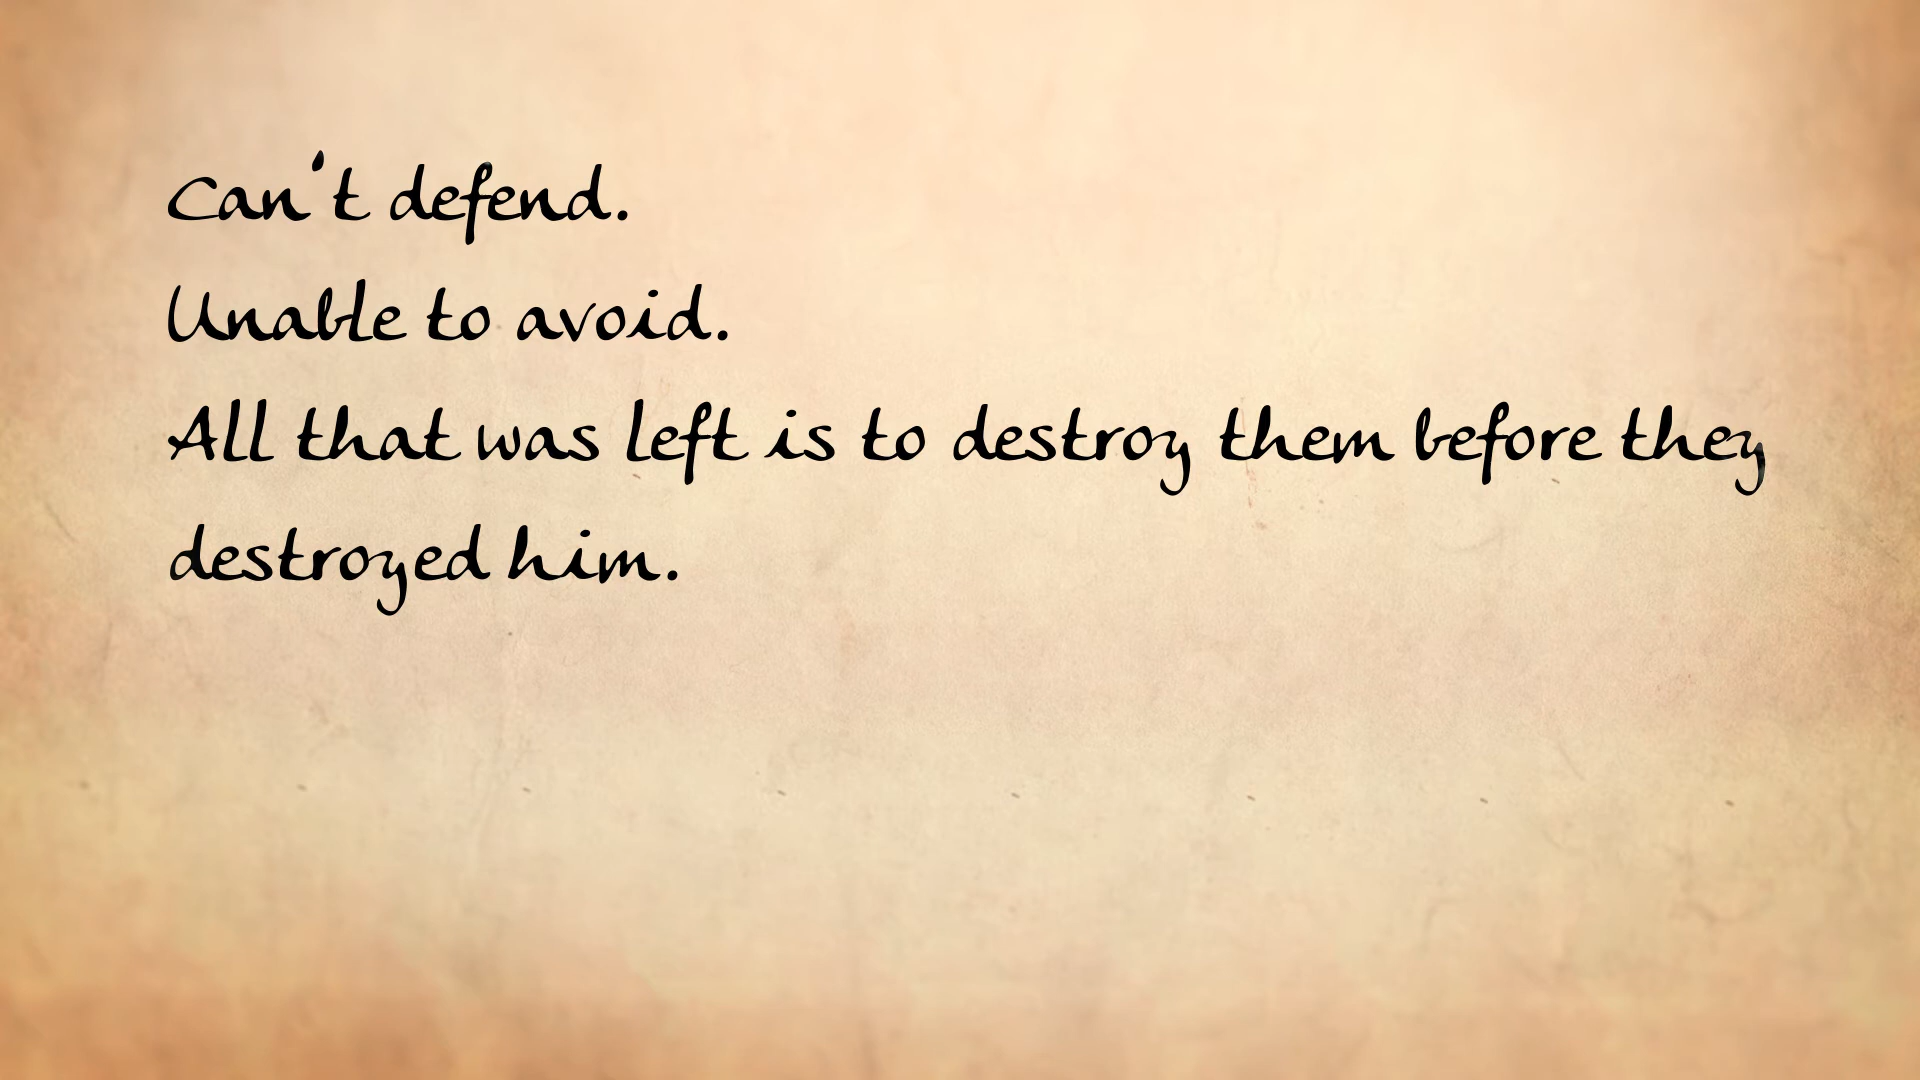 Can't defend.
Unable to avoid.
All that was left is to destroy them before they
destroyed him.